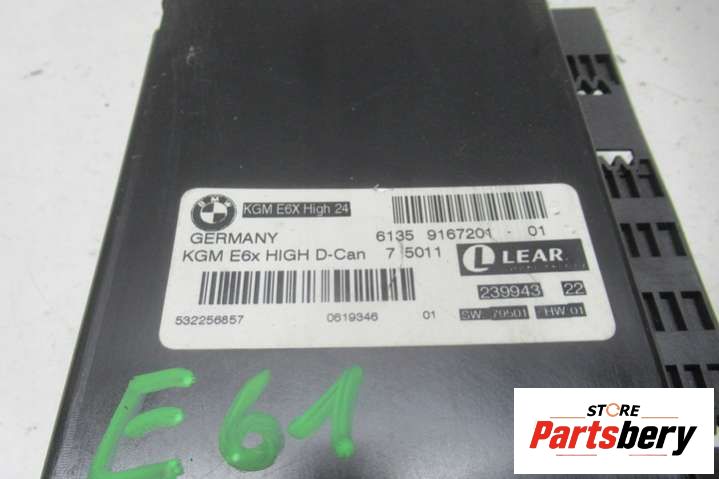 BMW
KGM E6X High 24
GERMANY 6135 9167201 - 01
KGM E6x HIGH D-Can 7 5011 LEAR
239943 22
532256857 0619346 01 SW: 79501 HW 01
E61
STORE
Partsbery